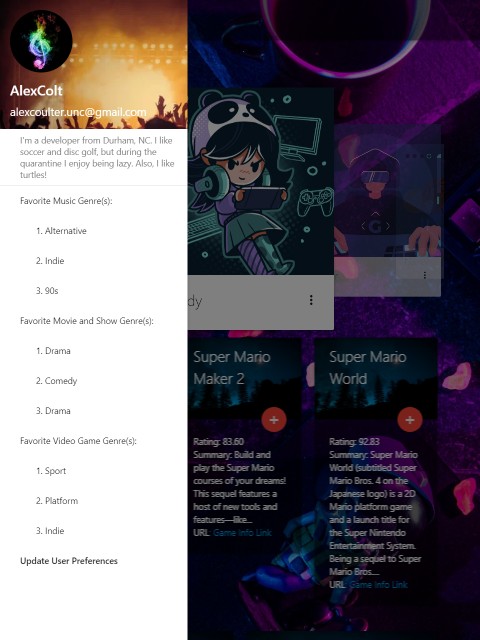 AlexColt
alexcoulter.unc@gmail.com
I'm a developer from Durham, NC. I like
soccer and disc golf, but during the
quarantine I enjoy being lazy. Also, I like
turtles!
Favorite Music Genre(s):
1. Alternative
2. Indie
3. 90s
Favorite Movie and Show Genre(s):
1. Drama
2. Comedy
3. Drama
Favorite Video Game Genre(s):
1. Sport
2. Platform
3. Indie
Update User Preferences
dy
G
Super Mario
Maker 2
+
Rating: 83.60
Summary: Build and
play the Super Mario
courses of your dreams!
This sequel features a
host of new tools and
features—like...
URL Game Info Link
Super Mario
World
+
Rating: 92.83
Summary: Super Mario
World (subtitled Super
Mario Bros. 4 on the
Japanese logo) is a 2D
Mario platform game
and a launch title for
the Super Nintendo
Entertainment System.
Being a sequel to Super
Mario Bros....
URL Game Info Link